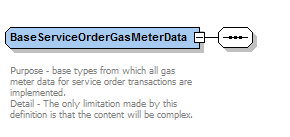 BaseServiceOrderGasMeterData
Purpose - base types from which all gas
meter data for service order transactions are
implemented.
Detail - The only limitation made by this
definition is that the content will be complex.